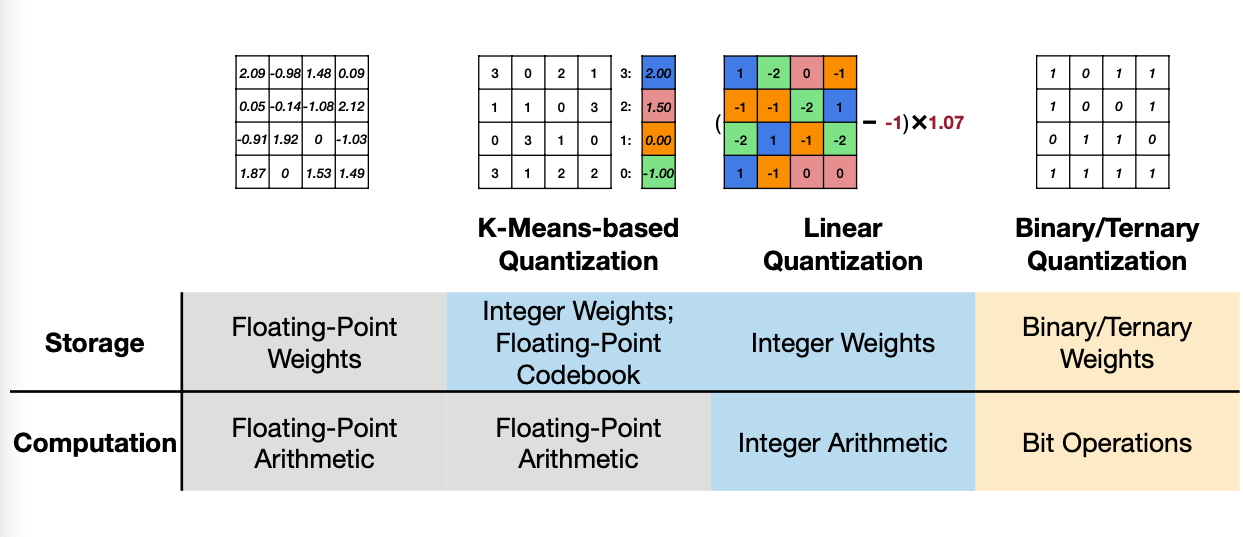 2.09 -0.98 1.48 0.09 3 0 2 1 3: 2.00 1 -2 0 -1 1 0 1 1
0.05 -0.14 -1.08 2.12 1 1 0 3 2: 1.50 -1 -1 -2 1 1 0 0 1
( − -1)×1.07
-0.91 1.92 0 -1.03 0 3 1 0 1: 0.00 -2 1 -1 -2 0 1 1 0
1.87 0 1.53 1.49 3 1 2 2 0: -1.00 1 -1 0 0 1 1 1 1
K-Means-based
Quantization
Linear
Quantization
Binary/Ternary
Quantization
Storage
Floating-Point
Weights
Integer Weights;
Floating-Point
Codebook
Integer Weights
Binary/Ternary
Weights
Computation
Floating-Point
Arithmetic
Floating-Point
Arithmetic
Integer Arithmetic
Bit Operations